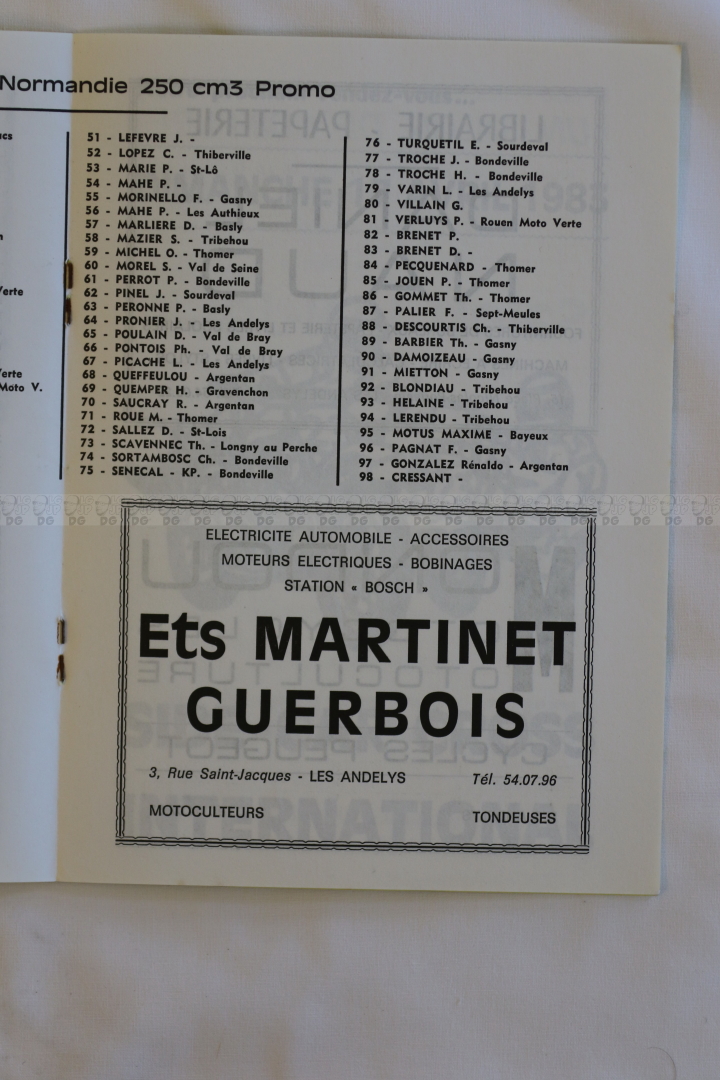 Normandie 250 cm3 Promo
erte
erte
Moto V.
51 - LEFEVRE J. -
52 - LOPEZ C. - Thiberville
53 - MARIE P. - St-Lô
54 - MAHE P. -
55 - MORINELLO F. - Gasny
56 - MAHE P. - Les Authieux
57 - MARLIERE D. - Basly
58 - MAZIER S. - Tribehou
59 - MICHEL O. - Thomer
60 - MOREL S. - Val de Seine
61 - PERROT P. - Bondeville
62 - PINEL J. - Sourdeval
63 - PERONNE P. - Basly
64 - PRONIER J. - Les Andelys
65 - POULAIN D. - Val de Bray
66 - PONTOIS Ph. - Val de Bray
67 - PICACHE L. - Les Andelys
68 - QUEFFEULOU - Argentan
69 - QUEMPER H. - Gravenchon
70 - SAUCRAY R. - Argentan
71 - ROUE M. - Thomer
72 - SALLEZ D. - St-Lois
73 - SCAVENNEC Th. - Longny au Perche
74 - SORTAMBOSC Ch. - Bondeville
75 - SENECAL - KP. - Bondeville
76 - TURQUETIL E. - Sourdeval
77 - TROCHE J. - Bondeville
78 - TROCHE H. - Bondeville
79 - VARIN L. - Les Andelys
80 - VILLAIN G.
81 - VERLUYS P. - Rouen Moto Verte
82 - BRENET P.
83 - BRENET D. -
84 - PECQUENARD - Thomer
85 - JOUEN P. - Thomer
86 - GOMMET Th. - Thomer
87 - PALIER F. - Sept-Meules
88 - DESCOURTIS Ch. - Thiberville
89 - BARBIER Th. - Gasny
90 - DAMOIZEAU - Gasny
91 - MIETTON - Gasny
92 - BLONDIAU - Tribehou
93 - HELAINE - Tribehou
94 - LERENDU - Tribehou
95 - MOTUS MAXIME - Bayeux
96 - PAGNAT F. - Gasny
97 - GONZALEZ Rénaldo - Argentan
98 - CRESSANT -
ELECTRICITE AUTOMOBILE - ACCESSOIRES
MOTEURS ELECTRIQUES - BOBINAGES
STATION « BOSCH »
Ets MARTINET
GUERBOIS
3, Rue Saint-Jacques - LES ANDELYS Tél. 54.07.96
MOTOCULTEURS TONDEUSES